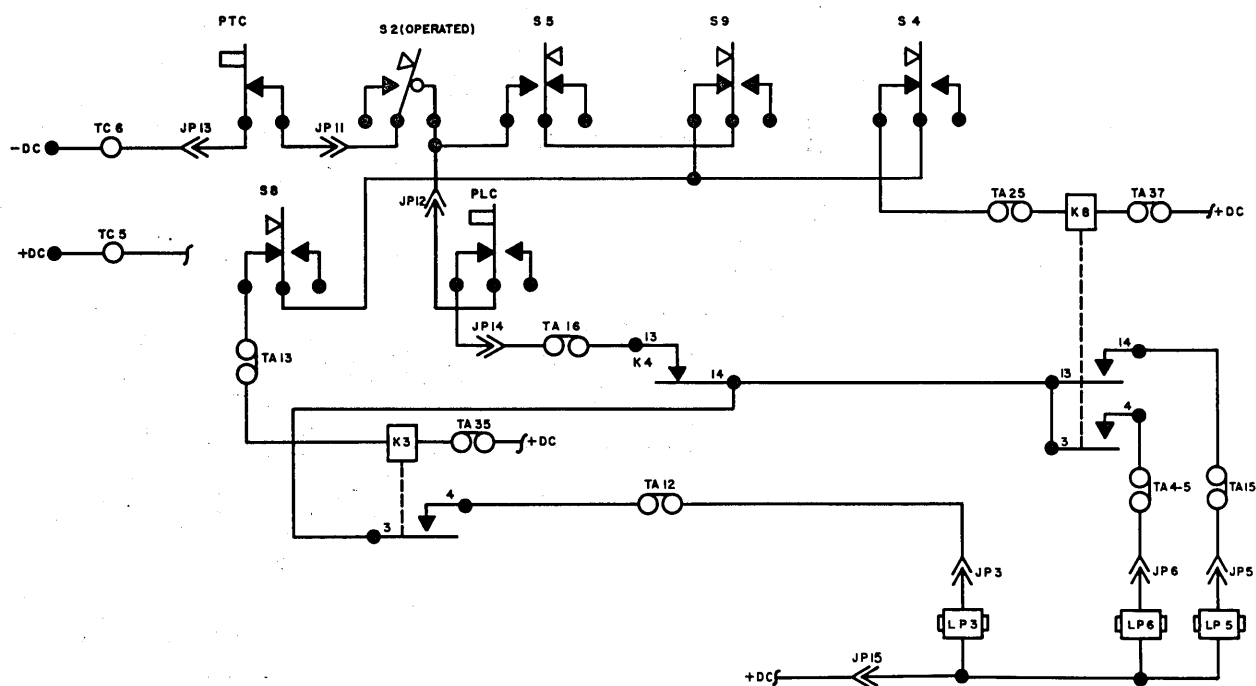 PTC
S2 (OPERATED)
S5
S9
S4
TC6
JP13
JP11
-DC
S8
JP12
PLC
TA25
K8
TA37
+DC
TC5
+DC
JP14
TA16
13
K4
14
14
13
TA13
4
3
TA35
K3
+DC
TA12
4
3
TA4-5
TA15
JP3
JP6
JP5
LP3
LP6
LP5
JP15
+DC